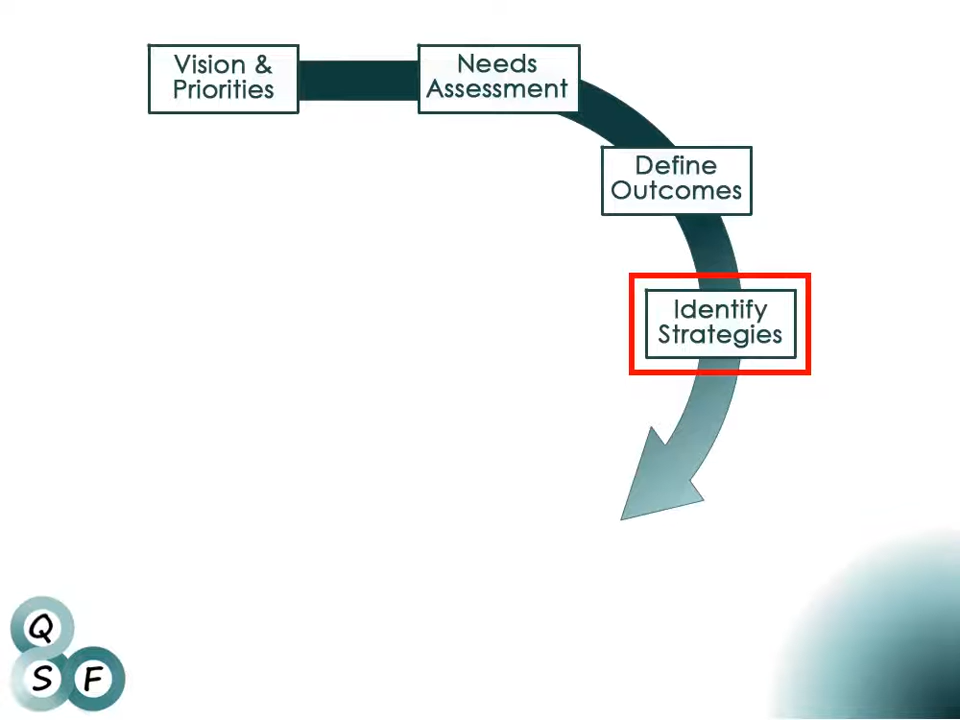 Vision &
Priorities
Needs
Assessment
Define
Outcomes
Identify
Strategies
Q
S F